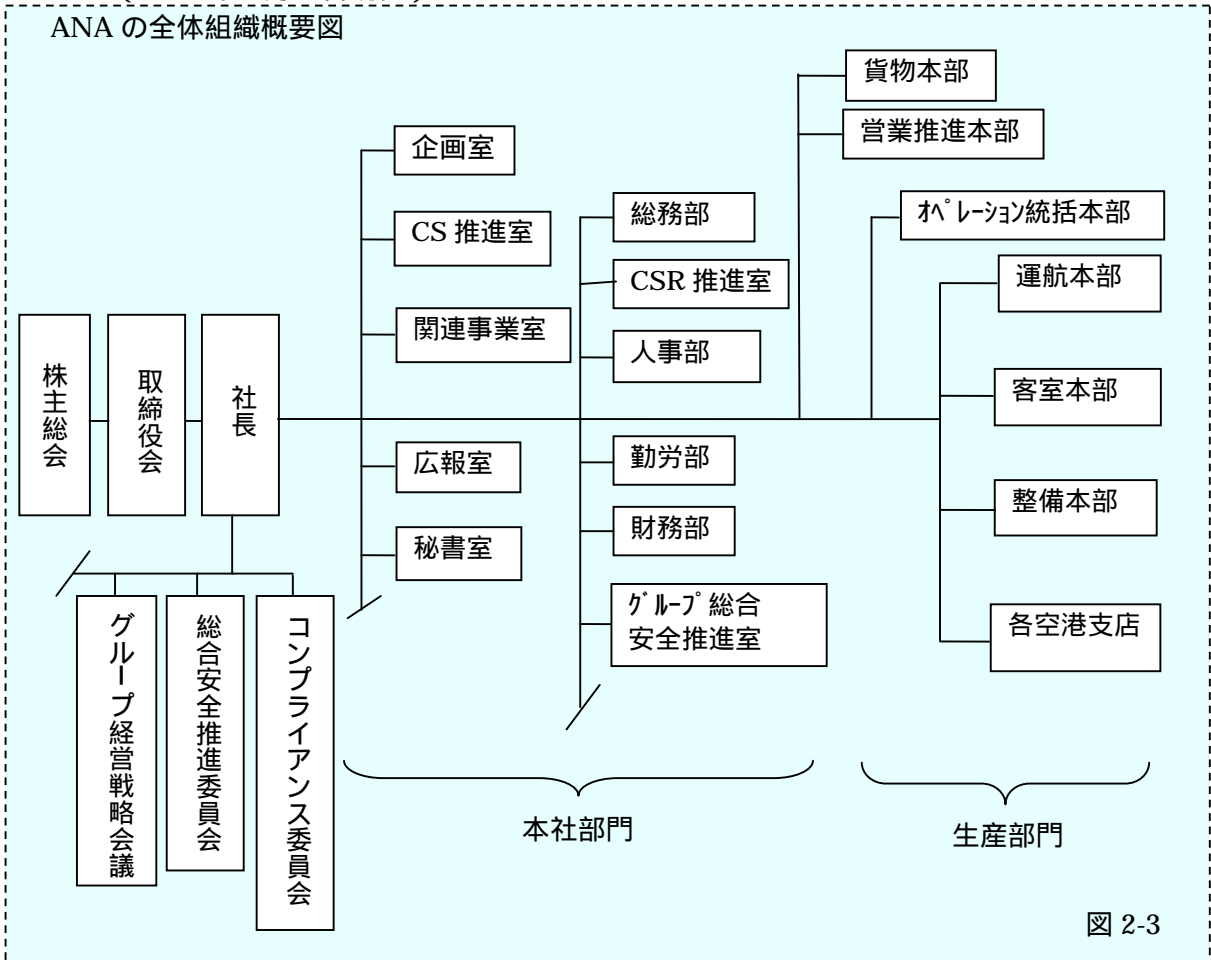 ANA の全体組織概要図
貨物本部
営業推進本部
企画室
CS 推進室
関連事業室
広報室
秘書室
総務部
CSR 推進室
人事部
勤労部
財務部
ｸﾞﾙｰﾌﾟ総合
安全推進室
ｵﾍﾟﾚｰｼｮﾝ統括本部
運航本部
客室本部
整備本部
各空港支店
株主総会
取締役会
社長
グループ経営戦略会議
総合安全推進委員会
コンプライアンス委員会
本社部門
生産部門
図 2-3